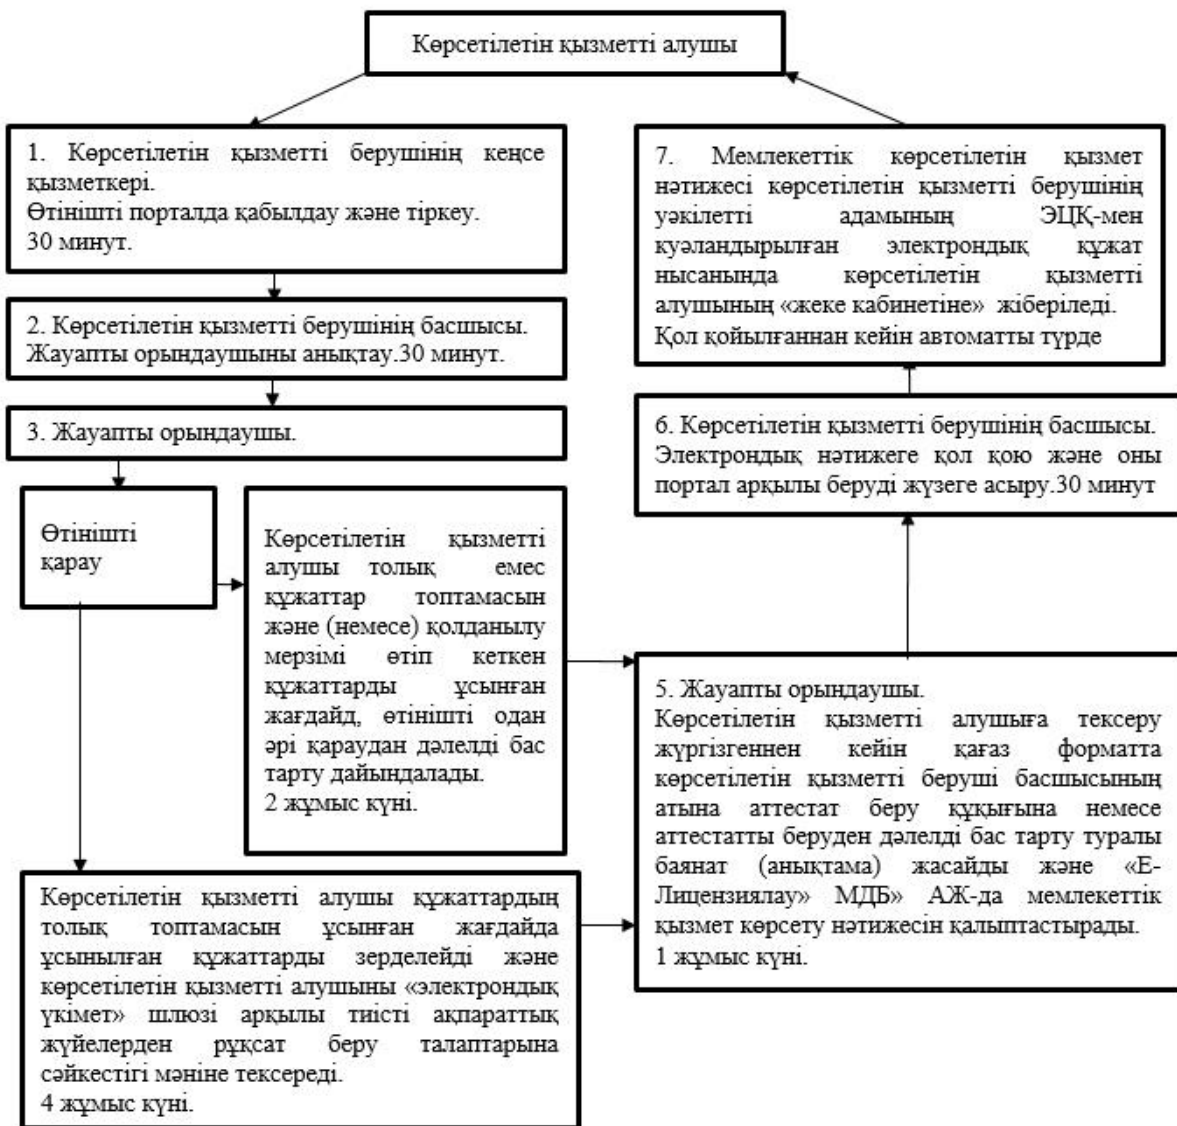 Көрсетілетін қызметті алушы
1. Көрсетілетін қызметті берушінің кеңсе
қызметкері.
Өтінішті порталда қабылдау және тіркеу.
30 минут.
2. Көрсетілетін қызметті берушінің басшысы.
Жауапты орындаушыны анықтау.30 минут.
3. Жауапты орындаушы.
Өтінішті
қарау
Көрсетілетін қызметті
алушы толық емес
құжаттар топтамасын
және (немесе) қолданылу
мерзімі өтіп кеткен
құжаттарды ұсынған
жағдайд, өтінішті одан
әрі қараудан дәлелді бас
тарту дайындалады.
2 жұмыс күні.
Көрсетілетін қызметті алушы құжаттардың
толық топтамасын ұсынған жағдайда
ұсынылған құжаттарды зерделейді және
көрсетілетін қызметті алушыны «электрондық
үкімет» шлюзі арқылы тиісті ақпараттық
жүйелерден рұқсат беру талаптарына
сәйкестігі мәніне тексереді.
4 жұмыс күні.
5. Жауапты орындаушы.
Көрсетілетін қызметті алушыға тексеру
жүргізгеннен кейін қағаз форматта
көрсетілетін қызметті беруші басшысының
атына аттестат беру құқығына немесе
аттестатты беруден дәлелді бас тарту туралы
баянат (анықтама) жасайды және «Е-
Лицензиялау» МДБ» АЖ-да мемлекеттік
қызмет көрсету нәтижесін қалыптастырады.
1 жұмыс күні.
6. Көрсетілетін қызметті берушінің басшысы.
Электрондық нәтижеге қол қою және оны
портал арқылы беруді жүзеге асыру.30 минут
7. Мемлекеттік көрсетілетін қызмет
нәтижесі көрсетілетін қызметті берушінің
уәкілетті адамының ЭЦҚ-мен
куәландырылған электрондық құжат
нысанында көрсетілетін қызметті
алушының «жеке кабинетіне» жіберіледі.
Қол қойылғаннан кейін автоматты түрде